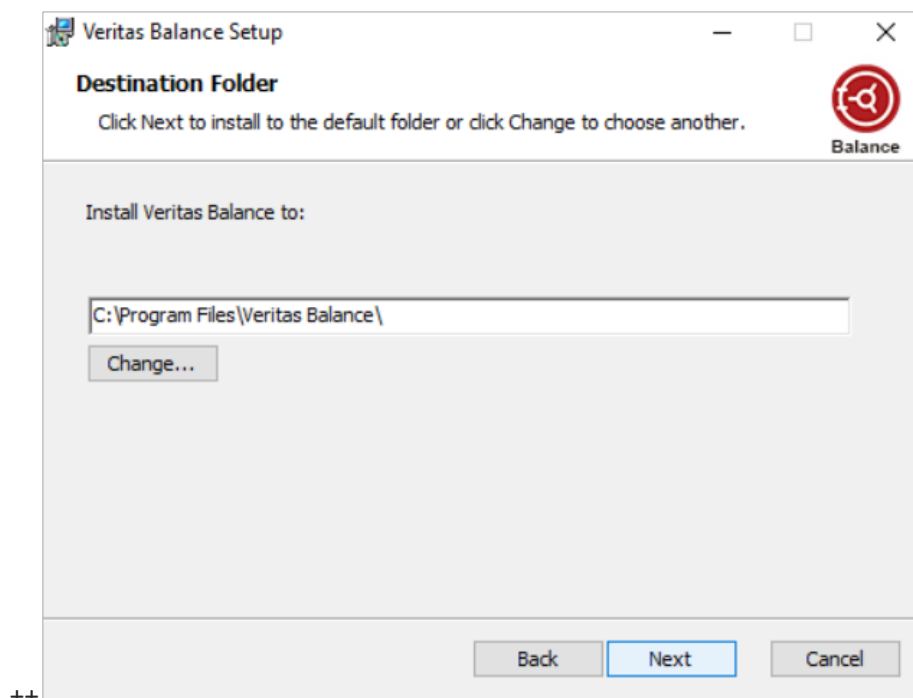 Veritas Balance Setup
Destination Folder
Click Next to install to the default folder or click Change to choose another.
Balance
Install Veritas Balance to:
C:\Program Files\Veritas Balance\
Change...
Back Next Cancel
++